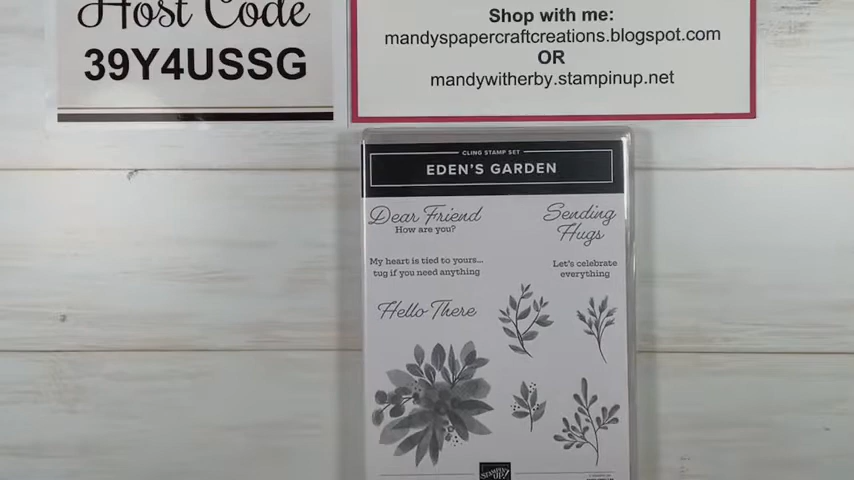 Host Code
39Y4USSG
Shop with me:
mandyspapercraftcreations.blogspot.com
OR
mandywitherby.stampinup.net
CLING STAMP SET
EDEN'S GARDEN
Dear Friend
How are you?
Sending
Hugs
My heart is tied to yours...
tug if you need anything
Let's celebrate
everything
Hello There
STAMPIN'
UP!